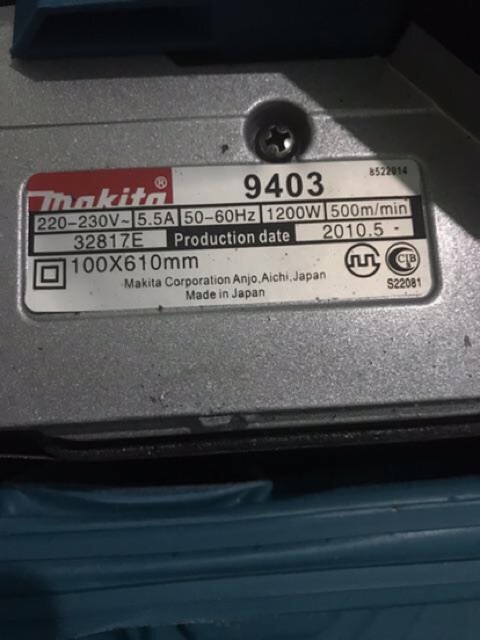 makita® 9403 8522014
220-230V~ 5.5A 50-60Hz 1200W 500m/min
32817E Production date 2010.5 -
100X610mm
Makita Corporation Anjo,Aichi,Japan
Made in Japan
CIB
S22081